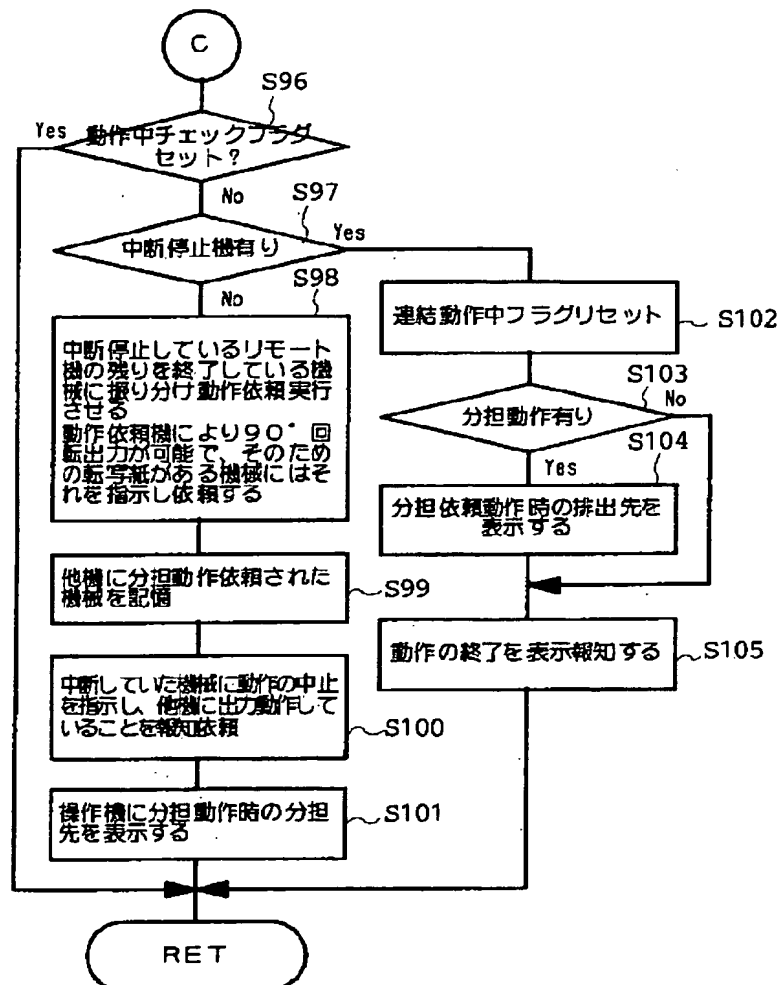 C
S96
Yes
動作中チェックフラグ
セット？
No
S97
中断停止機有り
Yes
No
S98
中断停止しているリモート
機の残りを終了している機
械に振り分け動作依頼実行
させる
動作依頼機により90°回
転出力が可能で、そのため
の転写紙がある機械にはそ
れを指示し依頼する
他機に分担動作依頼された
機械を記憶
S99
中断していた機械に動作の中止
を指示し、他機に出力動作して
いることを報知依頼
S100
操作機に分担動作時の分担
先を表示する
S101
連結動作中フラグリセット
S102
S103
分担動作有り
No
S104
Yes
分担依頼動作時の排出先を
表示する
動作の終了を表示報知する
S105
RET